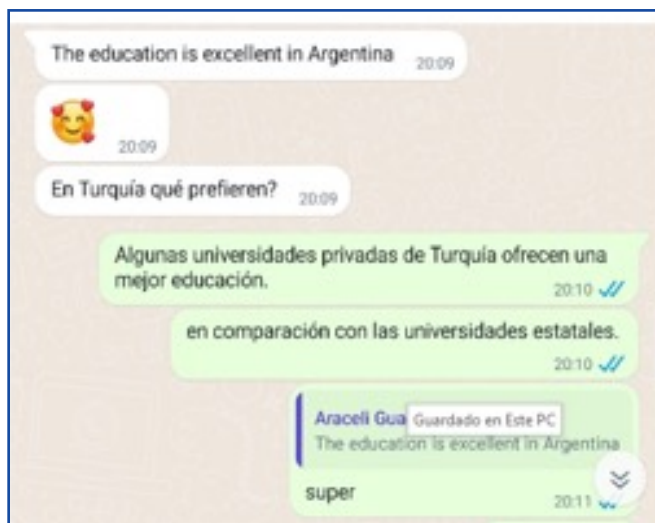 The education is excellent in Argentina 20:09
20:09
En Turquía qué prefieren? 20:09
Algunas universidades privadas de Turquía ofrecen una
mejor educación. 20:10
en comparación con las universidades estatales.
20:10
Araceli Gua Guardado en Este PC
The education is excellent in Argentina
super 20:11